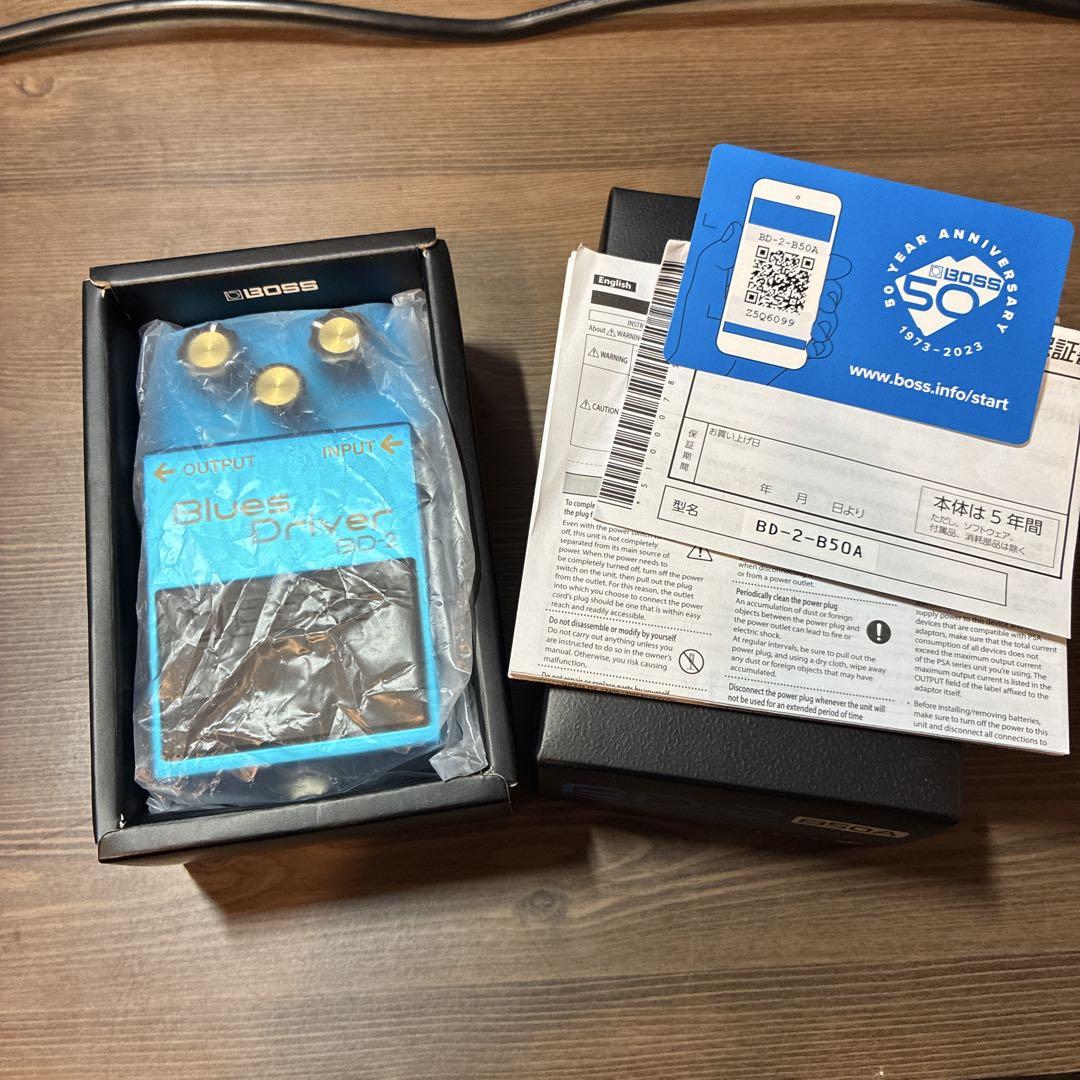 BOSS
← OUTPUT
INPUT ←
Blues
Driver
BD-2
BD-2-B50A
Z5Q6099
50 YEAR ANNIVERSARY
BOSS
50
1973-2023
www.boss.info/start
English
WARNING
CAUTION
お買い上げ日
保証期間
年 月 日より
本体は5年間
ただし、ソフトウェア、
付属品、消耗部品は除く
型名
BD-2-B50A
Even with the power switch
off, this unit is not completely
separated from its main source of
power. When the power needs to
be completely turned off, turn off the power
switch on the unit, then pull out the plug
from the outlet. For this reason, the outlet
into which you choose to connect the power
cord's plug should be one that is within easy
reach and readily accessible.
Do not disassemble or modify by yourself
Do not carry out anything unless you
are instructed to do so in the owner's
manual. Otherwise, you risk causing
malfunction.
Do not repair or replace parts by yourself
or from a power outlet.
Periodically clean the power plug
An accumulation of dust or foreign
objects between the power plug and
the power outlet can lead to fire or
electric shock.
At regular intervals, be sure to pull out the
power plug, and using a dry cloth, wipe away
any dust or foreign objects that may have
accumulated.
Disconnect the power plug whenever the unit will
not be used for an extended period of time
supply power to this device
devices that are compatible with PSA
adaptors, make sure that the total current
consumption of all devices does not
exceed the maximum output current
of the PSA series unit you're using. The
maximum output current is listed in the
OUTPUT field of the label affixed to the
adaptor itself.
• Before installing/removing batteries,
make sure to turn off the power to this
unit and disconnect all connections to
B50A